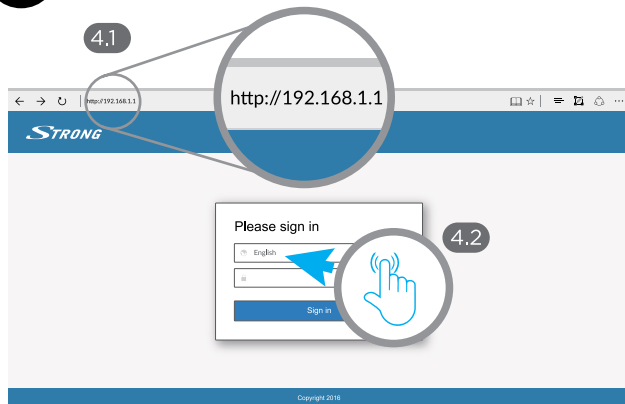 4.1
http://192.168.1.1
http://192.168.1.1
STRONG
Please sign in
4.2
English
Sign in
Copyright 2016